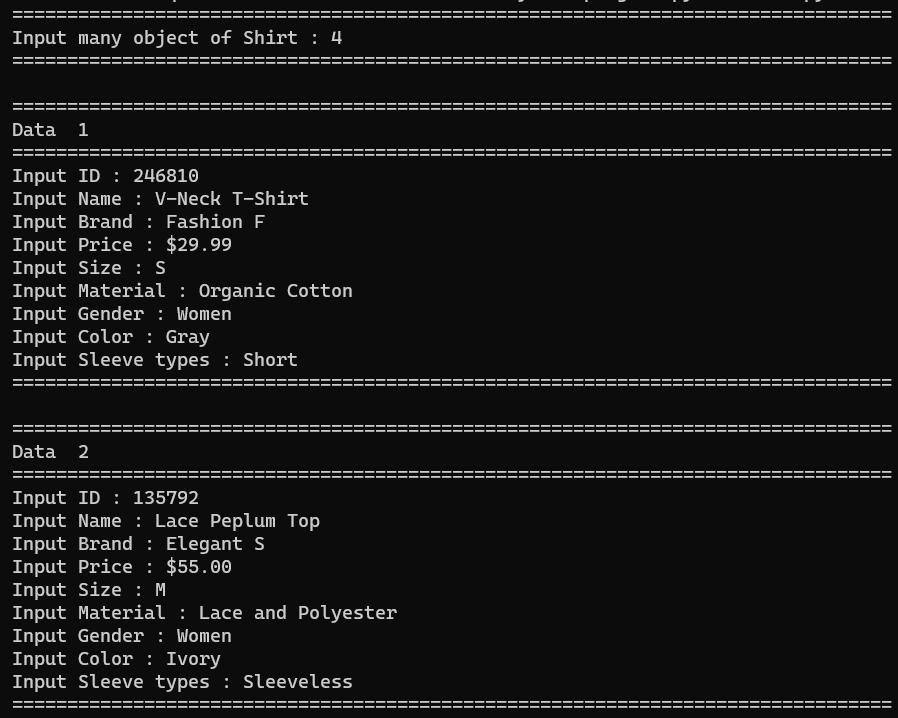 ================================================================================
Input many object of Shirt : 4
================================================================================
================================================================================
Data  1
================================================================================
Input ID : 246810
Input Name : V-Neck T-Shirt
Input Brand : Fashion F
Input Price : $29.99
Input Size : S
Input Material : Organic Cotton
Input Gender : Women
Input Color : Gray
Input Sleeve types : Short
================================================================================
================================================================================
Data  2
================================================================================
Input ID : 135792
Input Name : Lace Peplum Top
Input Brand : Elegant S
Input Price : $55.00
Input Size : M
Input Material : Lace and Polyester
Input Gender : Women
Input Color : Ivory
Input Sleeve types : Sleeveless
================================================================================